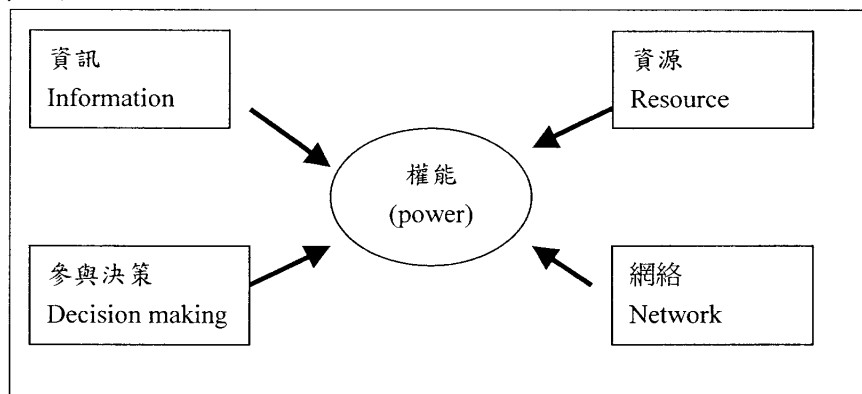 資訊
Information
資源
Resource
權能
(power)
參與決策
Decision making
網絡
Network